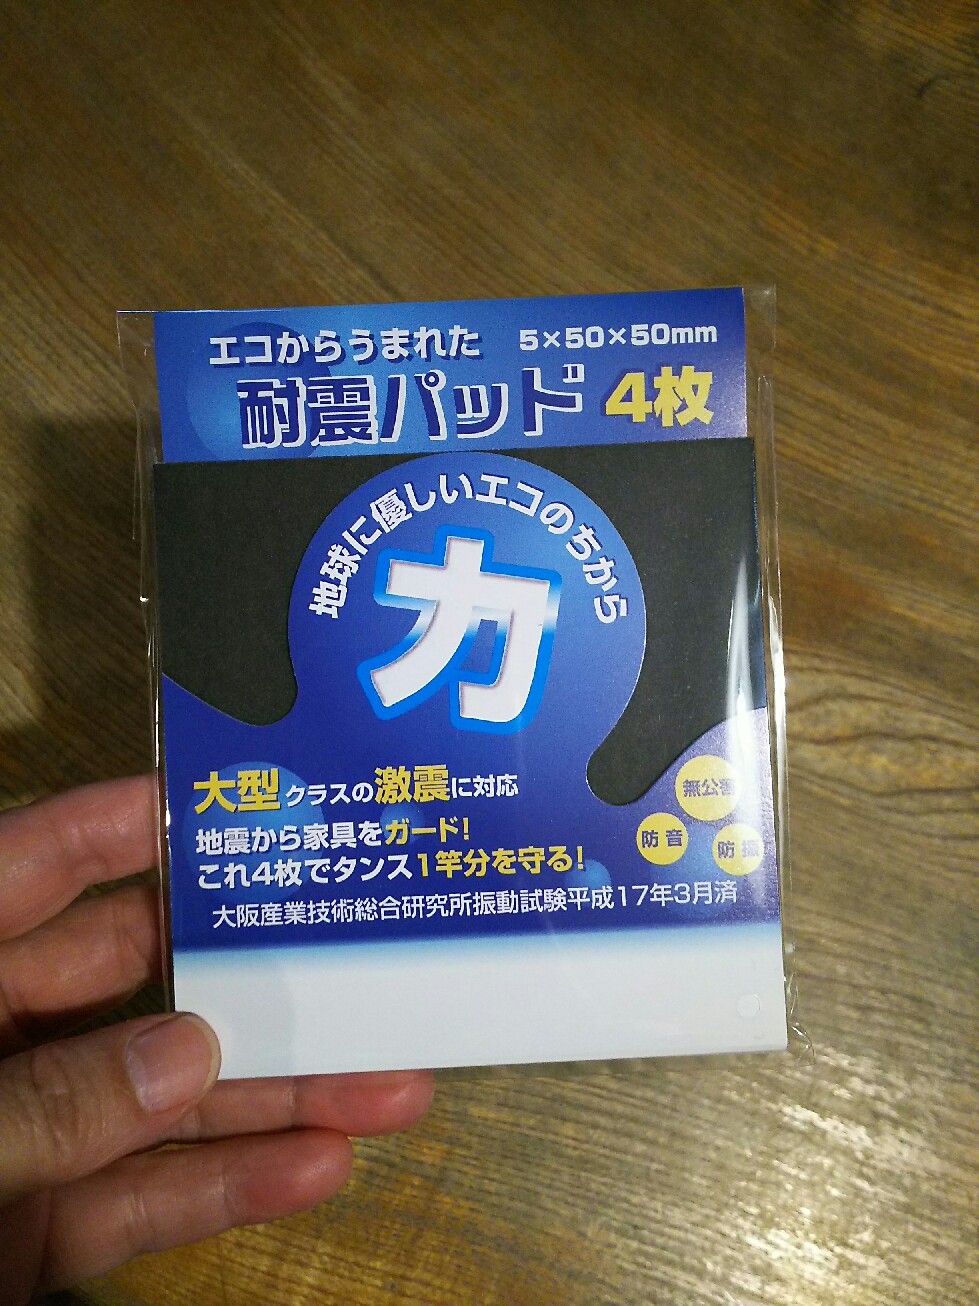 エコからうまれた 5×50×50mm
耐震パッド 4枚
地球に優しいエコのちから
力
大型クラスの激震に対応
無公害
地震から家具をガード!
防音 防振
これ4枚でタンス1竿分を守る!
大阪産業技術総合研究所振動試験平成17年3月済